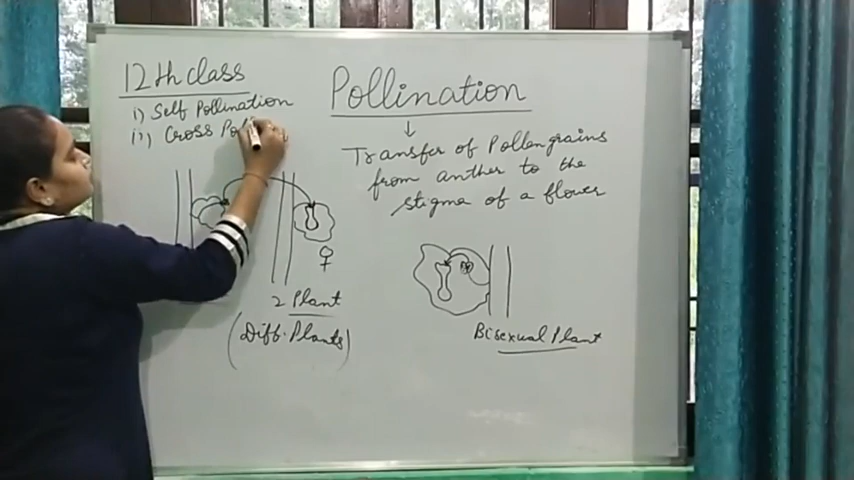 12th class
i) Self Pollination
ii) Cross Poll
Pollination
↓
Transfer of Pollengrains
from anther to the
stigma of a flower
♀
2 Plant
(Diff. Plants)
Bisexual Plant